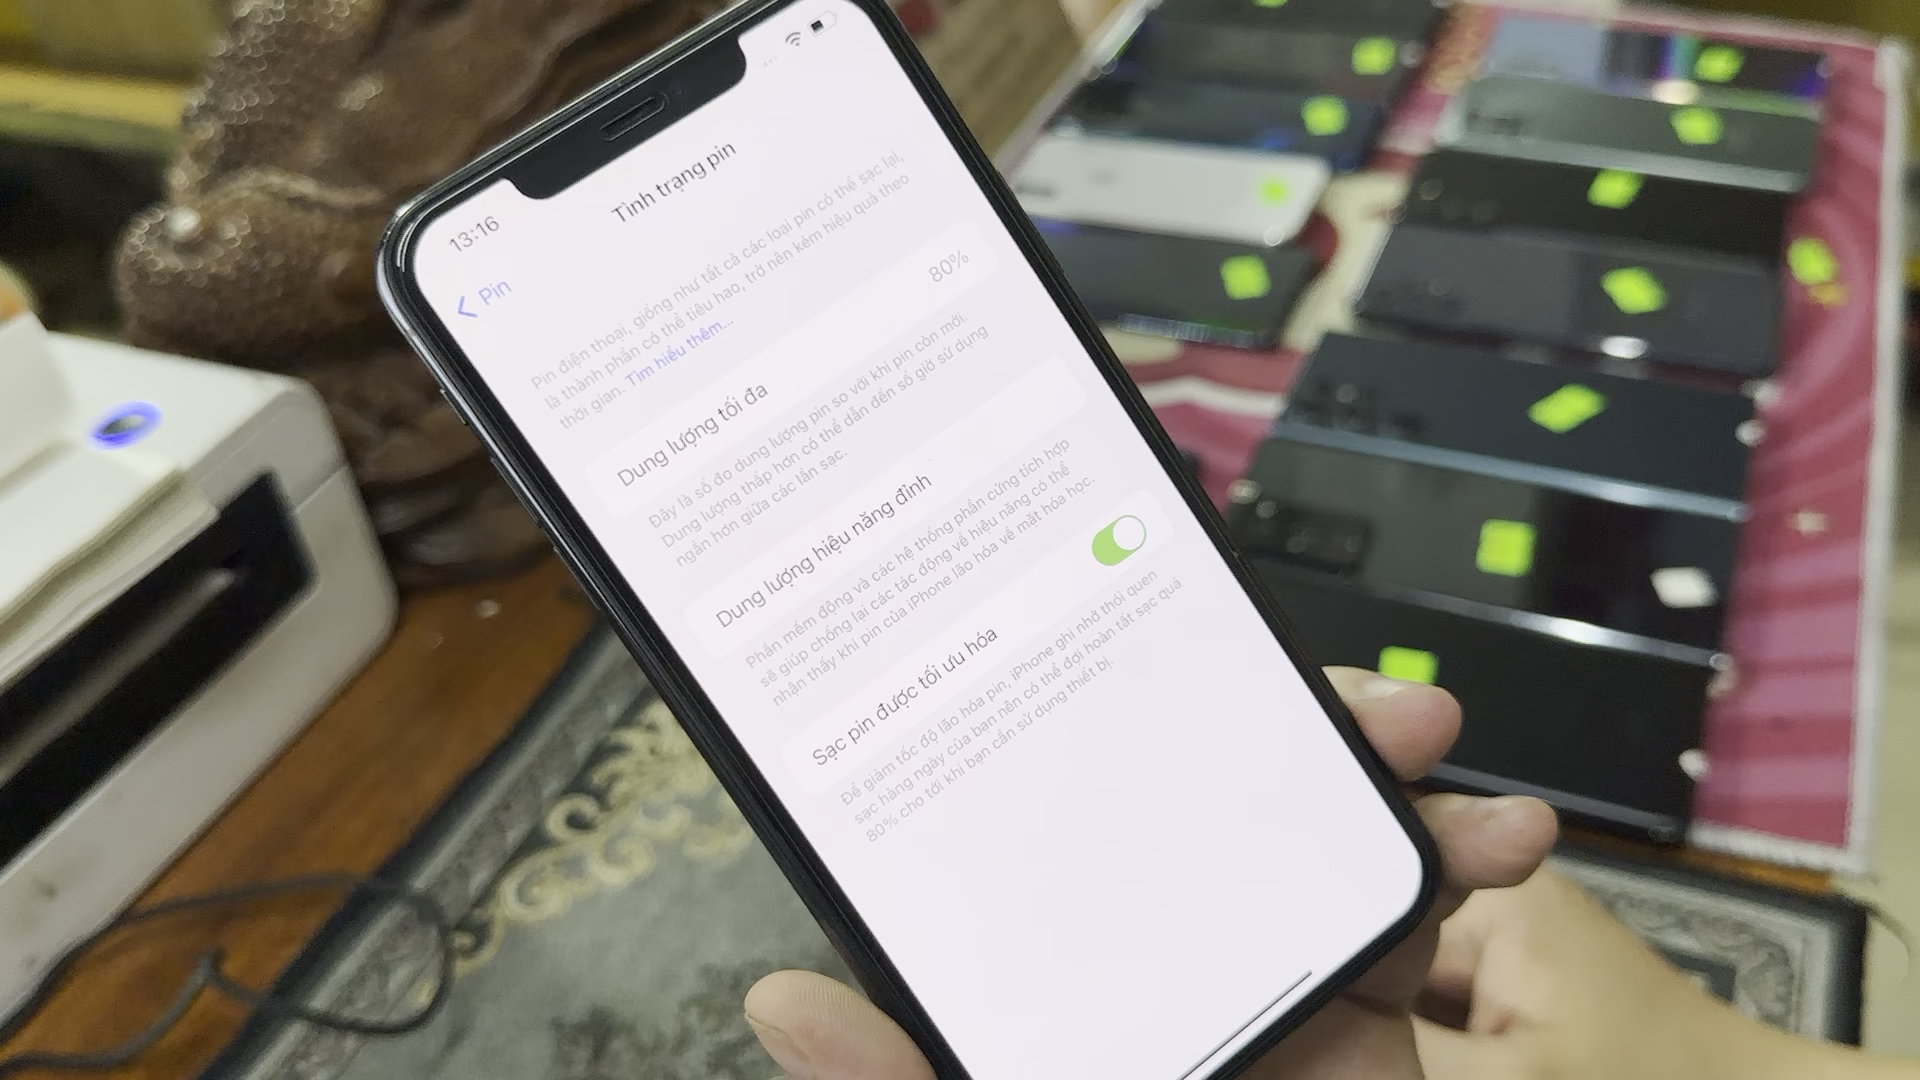 13:16
Pin
Tình trạng pin
Pin điện thoại, giống như tất cả các loại pin có thể sạc lại,
là thành phần có thể tiêu hao, trở nên kém hiệu quả theo
thời gian. Tìm hiểu thêm...
Dung lượng tối đa 80%
Đây là số đo dung lượng pin so với khi pin còn mới.
Dung lượng thấp hơn có thể dẫn đến số giờ sử dụng
ngắn hơn giữa các lần sạc.
Dung lượng hiệu năng đỉnh
Phần mềm động và các hệ thống phần cứng tích hợp
sẽ giúp chống lại các tác động về hiệu năng có thể
nhận thấy khi pin của iPhone lão hóa về mặt hóa học.
Sạc pin được tối ưu hóa
Để giảm tốc độ lão hóa pin, iPhone ghi nhớ thói quen
sạc hàng ngày của bạn nên có thể đợi hoàn tất sạc quá
80% cho tới khi bạn cần sử dụng thiết bị.